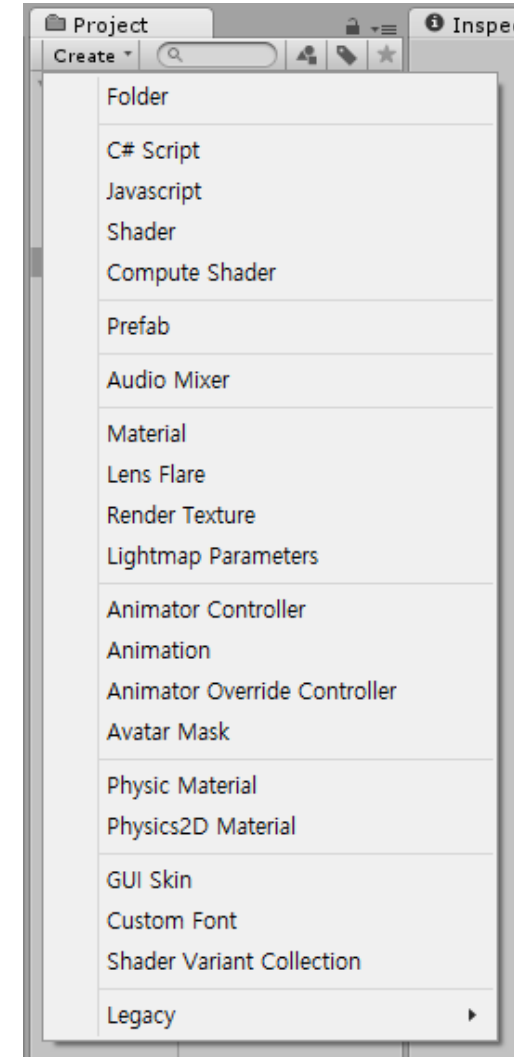 Project
Inspe
Create
Folder
C# Script
Javascript
Shader
Compute Shader
Prefab
Audio Mixer
Material
Lens Flare
Render Texture
Lightmap Parameters
Animator Controller
Animation
Animator Override Controller
Avatar Mask
Physic Material
Physics2D Material
GUI Skin
Custom Font
Shader Variant Collection
Legacy